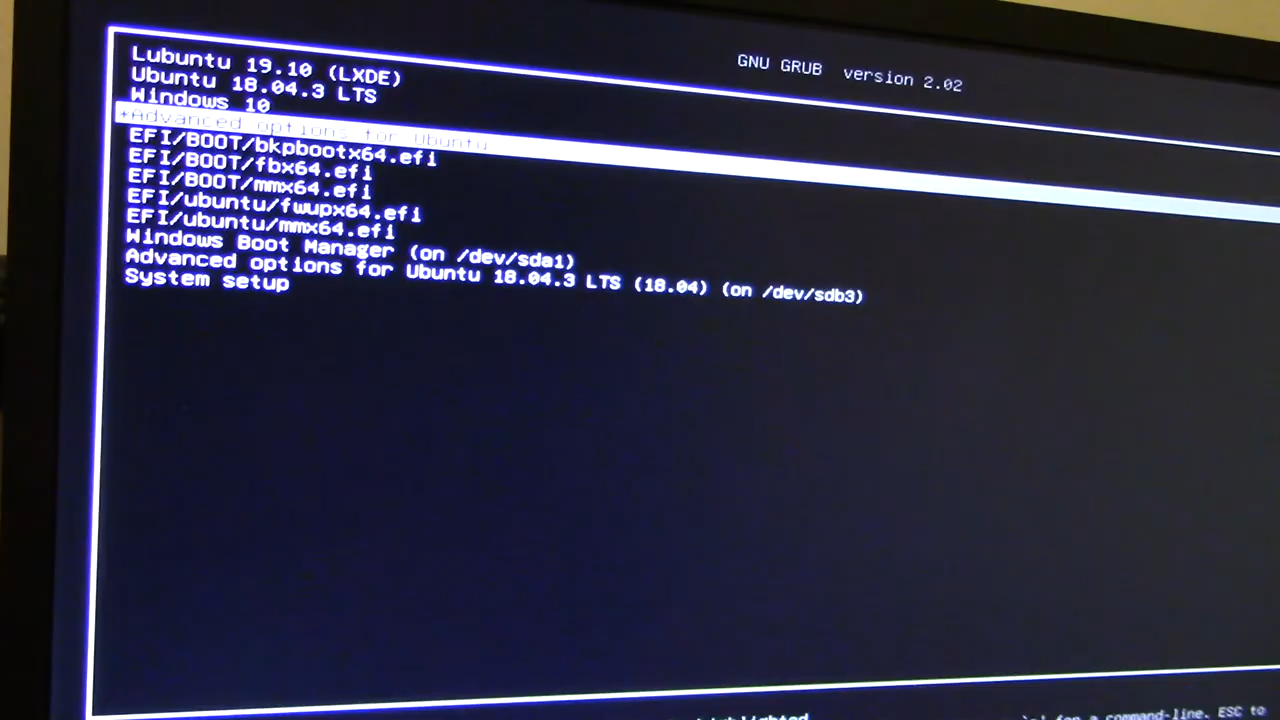 GNU GRUB version 2.02
Lubuntu 19.10 (LXDE)
Ubuntu 18.04.3 LTS
Windows 10
*Advanced options for Ubuntu
EFI/BOOT/bkpbootx64.efi
EFI/BOOT/fbx64.efi
EFI/BOOT/mmx64.efi
EFI/ubuntu/fwupx64.efi
EFI/ubuntu/mmx64.efi
Windows Boot Manager (on /dev/sda1)
Advanced options for Ubuntu 18.04.3 LTS (18.04) (on /dev/sdb3)
System setup
highlighted
for a command-line. ESC to